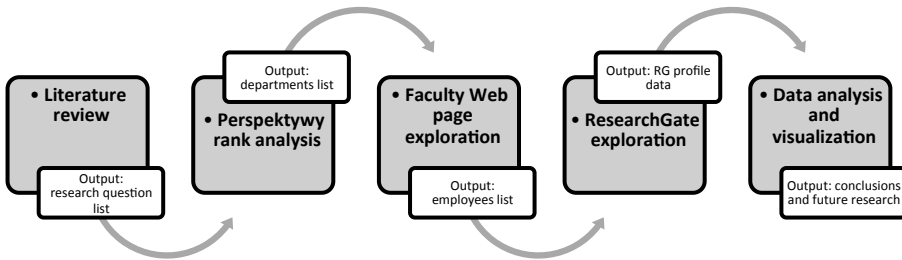 • Literature
review
Output:
research question
list
Output:
departments list
• Perspektywy
rank analysis
• Faculty Web
page
exploration
Output:
employees list
Output: RG profile
data
• ResearchGate
exploration
• Data analysis
and
visualization
Output: conclusions
and future research